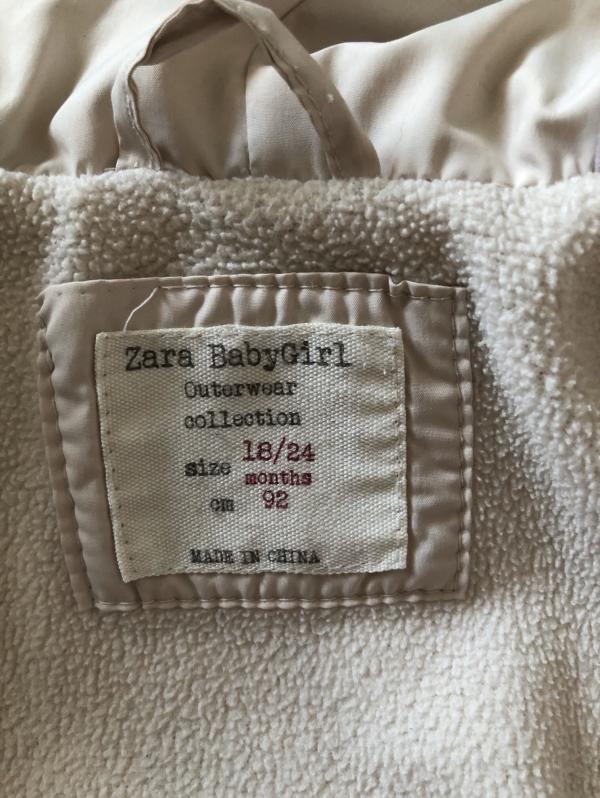 Zara BabyGirl
Outerwear
collection
size 18/24
months
cm 92
MADE IN CHINA